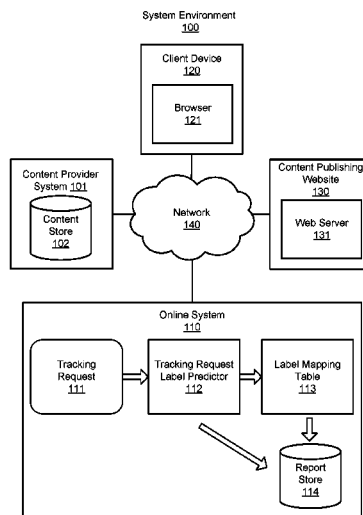 System Environment
100
Client Device
120
Browser
121
Content Provider
System 101
Content
Store
102
Network
140
Content Publishing
Website
130
Web Server
131
Online System
110
Tracking
Request
111
Tracking Request
Label Predictor
112
Label Mapping
Table
113
Report
Store
114